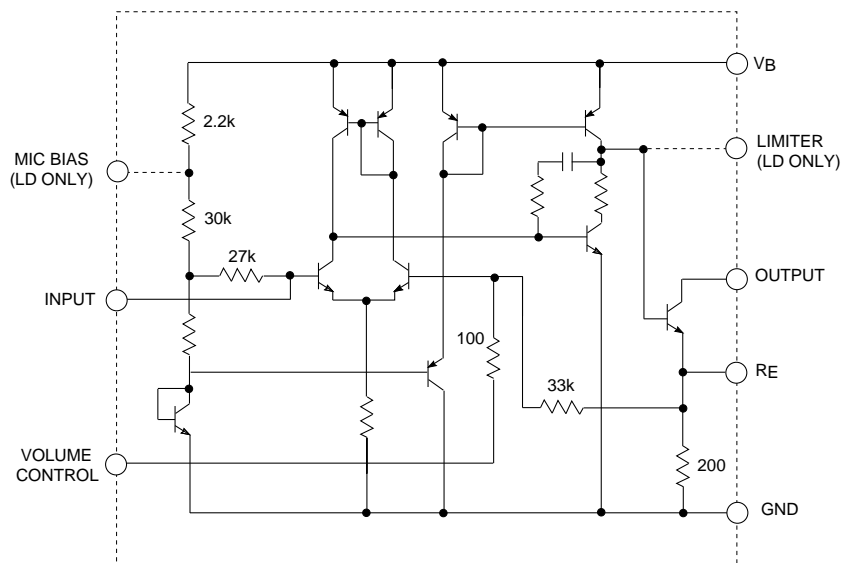 VB
2.2k
LIMITER
(LD ONLY)
MIC BIAS
(LD ONLY)
30k
27k
OUTPUT
INPUT
100
RE
33k
VOLUME
CONTROL
200
GND